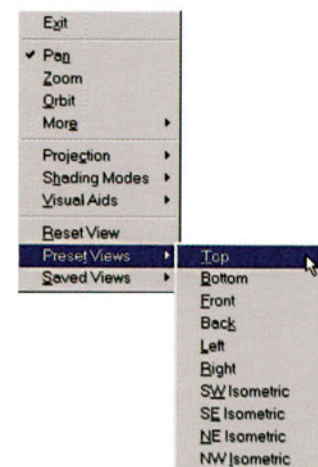 Exit
Pan
Zoom
Orbit
More
Projection
Shading Modes
Visual Aids
Reset View
Preset Views
Saved Views
Top
Bottom
Front
Back
Left
Right
SW Isometric
SE Isometric
NE Isometric
NW Isometric